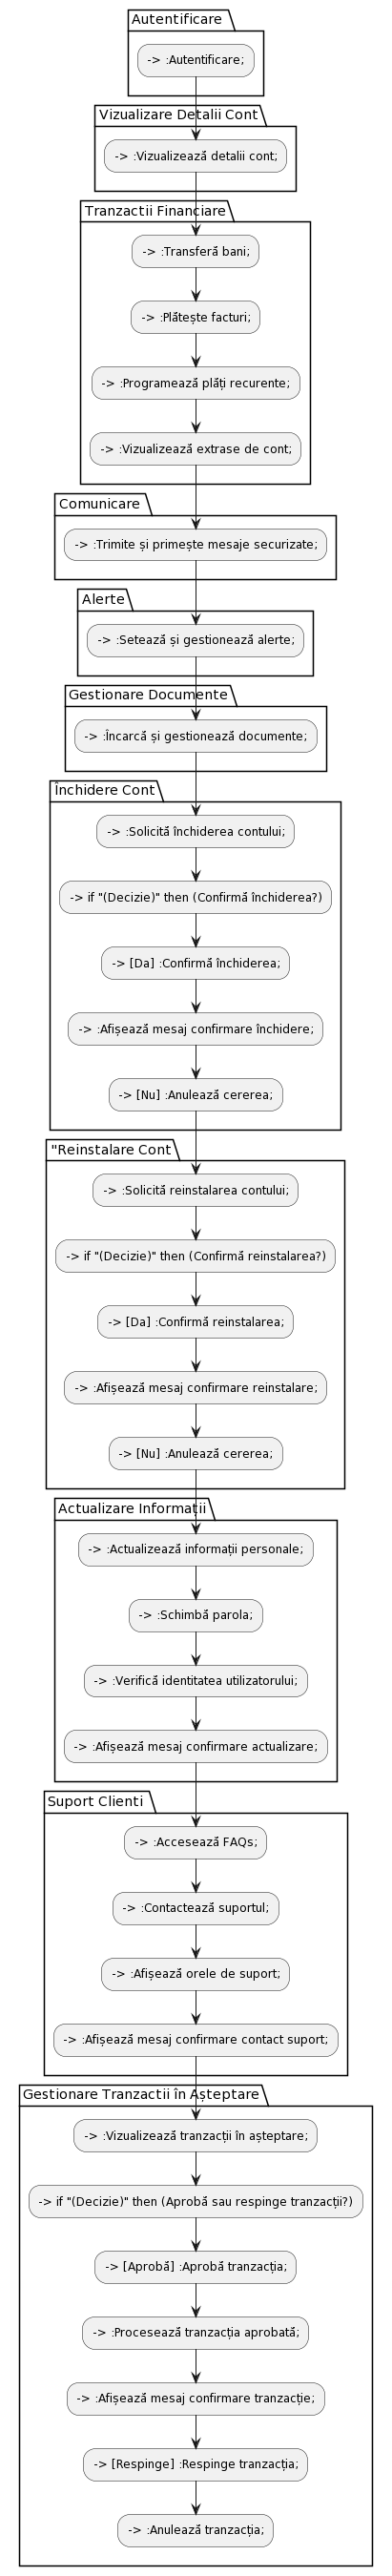 Autentificare
-> :Autentificare;
Vizualizare Detalii Cont
-> :Vizualizează detalii cont;
Tranzactii Financiare
-> :Transferă bani;
-> :Plătește facturi;
-> :Programează plăți recurente;
-> :Vizualizează extrase de cont;
Comunicare
-> :Trimite și primește mesaje securizate;
Alerte
-> :Setează și gestionează alerte;
Gestionare Documente
-> :Încarcă și gestionează documente;
Închidere Cont
-> :Solicită închiderea contului;
-> if "(Decizie)" then (Confirmă închiderea?)
-> [Da] :Confirmă închiderea;
-> :Afișează mesaj confirmare închidere;
-> [Nu] :Anulează cererea;
"Reinstalare Cont
-> :Solicită reinstalarea contului;
-> if "(Decizie)" then (Confirmă reinstalarea?)
-> [Da] :Confirmă reinstalarea;
-> :Afișează mesaj confirmare reinstalare;
-> [Nu] :Anulează cererea;
Actualizare Informații
-> :Actualizează informații personale;
-> :Schimbă parola;
-> :Verifică identitatea utilizatorului;
-> :Afișează mesaj confirmare actualizare;
Suport Clienti
-> :Accesează FAQs;
-> :Contactează suportul;
-> :Afișează orele de suport;
-> :Afișează mesaj confirmare contact suport;
Gestionare Tranzactii în Așteptare
-> :Vizualizează tranzacții în așteptare;
-> if "(Decizie)" then (Aprobă sau respinge tranzacții?)
-> [Aprobă] :Aprobă tranzacția;
-> :Procesează tranzacția aprobată;
-> :Afișează mesaj confirmare tranzacție;
-> [Respinge] :Respinge tranzacția;
-> :Anulează tranzacția;